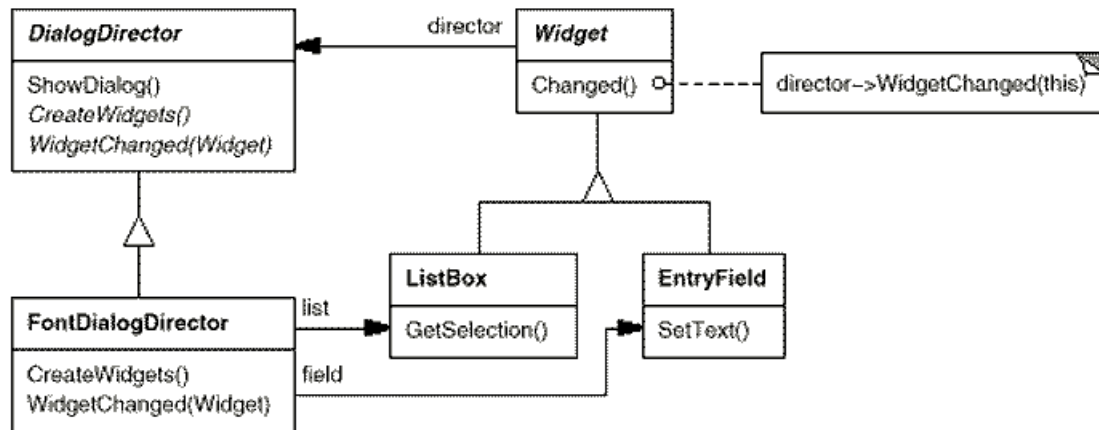 DialogDirector
ShowDialog()
CreateWidgets()
WidgetChanged(Widget)
director
Widget
Changed()
director->WidgetChanged(this)
FontDialogDirector
CreateWidgets()
WidgetChanged(Widget)
list
field
ListBox
GetSelection()
EntryField
SetText()